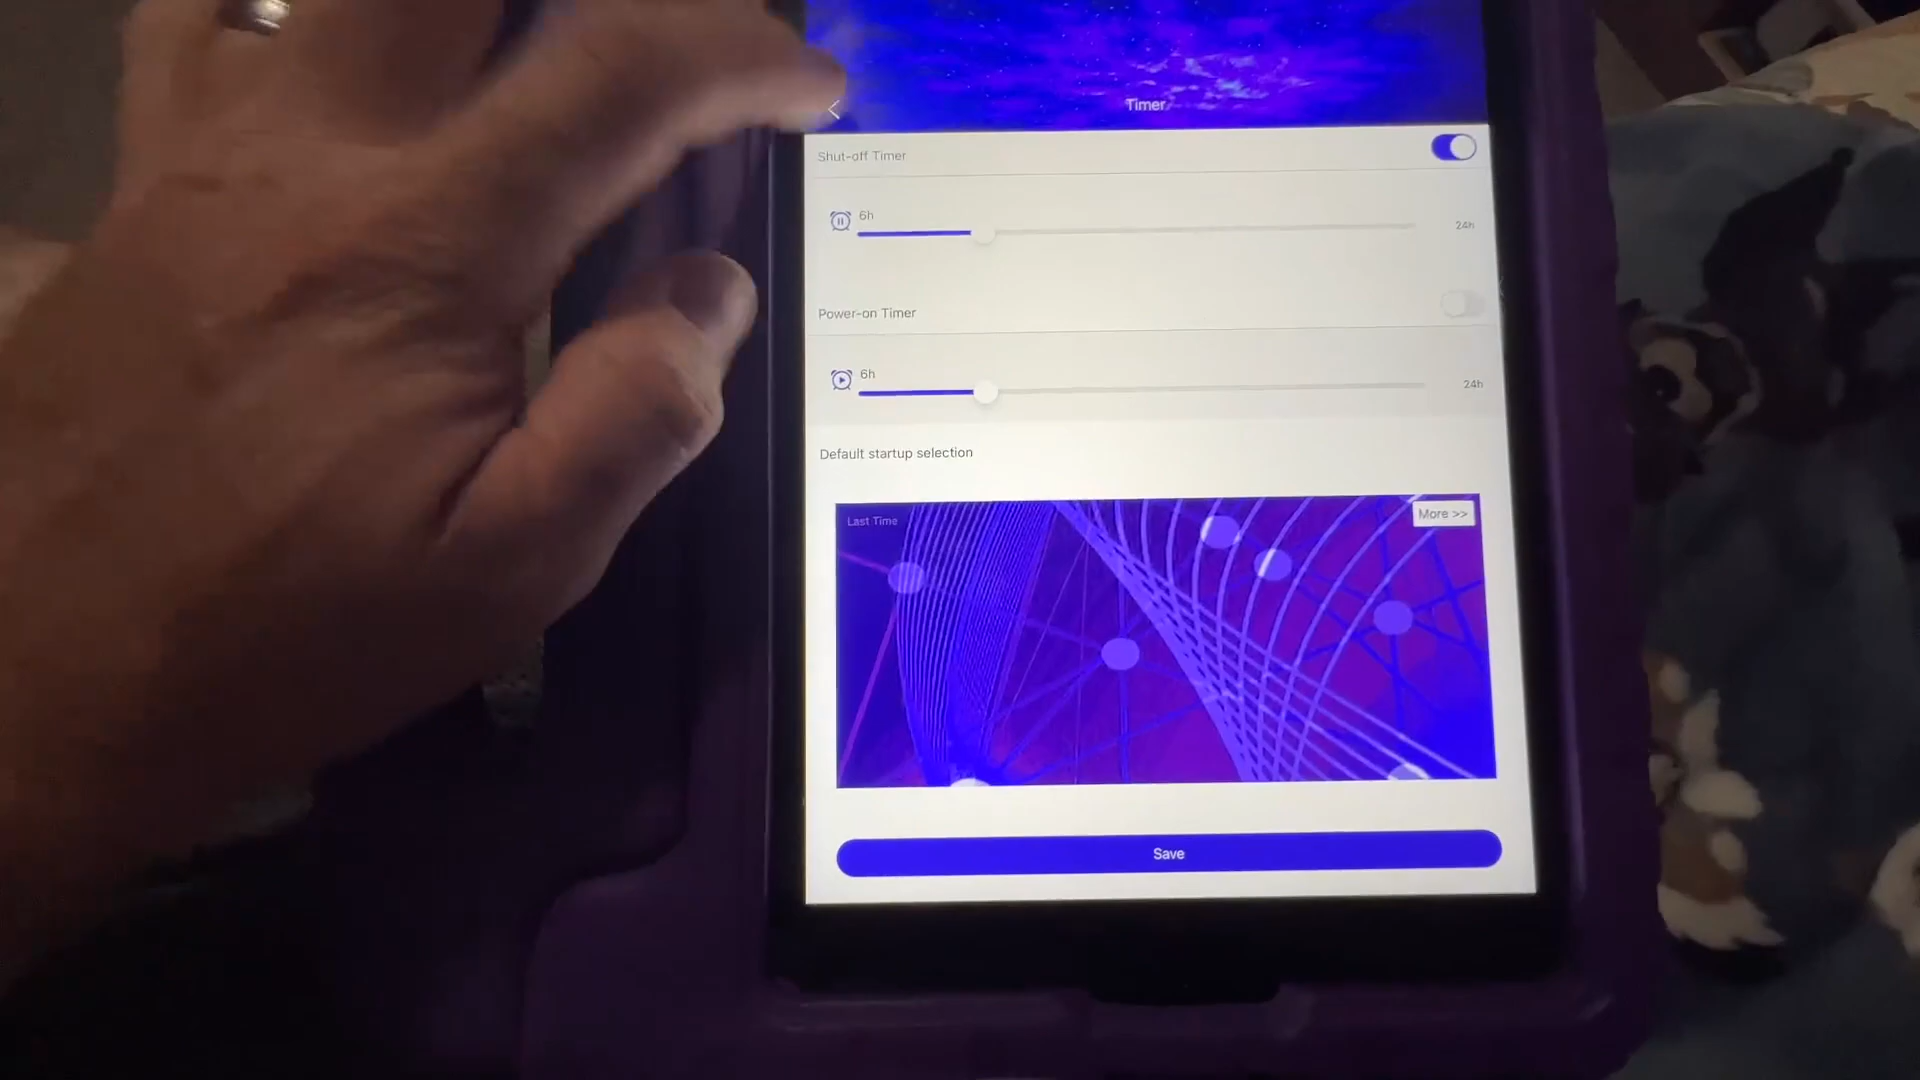 Timer
Shut-off Timer
6h
24h
Power-on Timer
6h
24h
Default startup selection
Last Time
More >>
Save